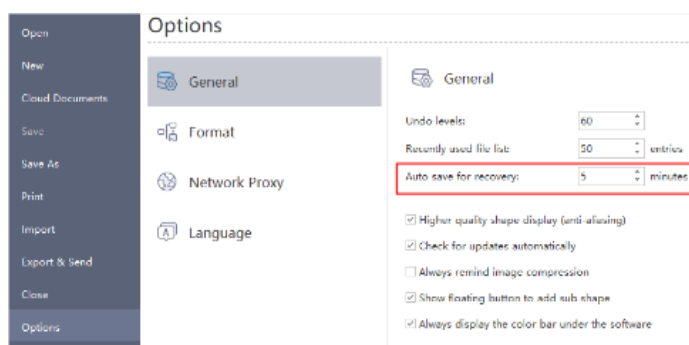 Options
Open
New
Cloud Documents
Save
Save As
Print
Import
Export & Send
Close
Options
General
Format
Network Proxy
A
Language
General
Undo levels: 60
Recently used file list: 50 entries
Auto save for recovery: 5 minutes
Higher quality shape display (anti-aliasing)
Check for updates automatically
Always remind image compression
Show floating button to add sub shape
Always display the color bar under the software